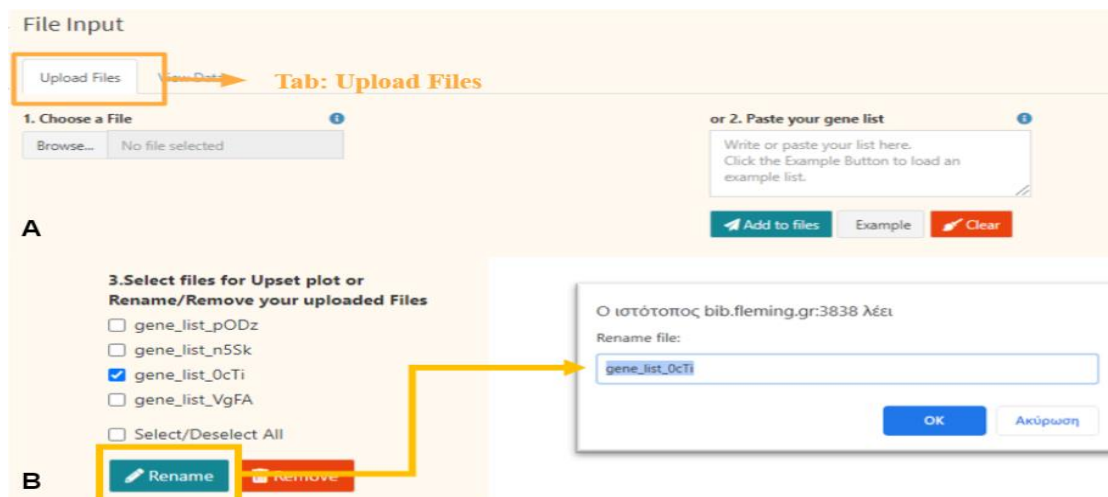 File Input
Upload Files
View Data
Tab: Upload Files
1. Choose a File
or 2. Paste your gene list
Browse...
No file selected
Write or paste your list here.
Click the Example Button to load an
example list.
Add to files
Example
Clear
A
3.Select files for Upset plot or
Rename/Remove your uploaded Files
gene_list_pODz
gene_list_n5Sk
gene_list_0cTi
gene_list_VgFA
Select/Deselect All
Rename
Remove
B
Ο ιστότοπος bib.fleming.gr:3838 λέει
Rename file:
gene_list_0cTi
OK
Ακύρωση